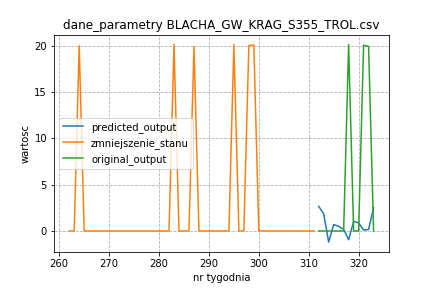 dane_parametry BLACHA_GW_KRAG_S355_TROL.csv
20
15
10
5
0
wartosc
predicted_output
zmniejszenie_stanu
original_output
260 270 280 290 300 310 320
nr tygodnia